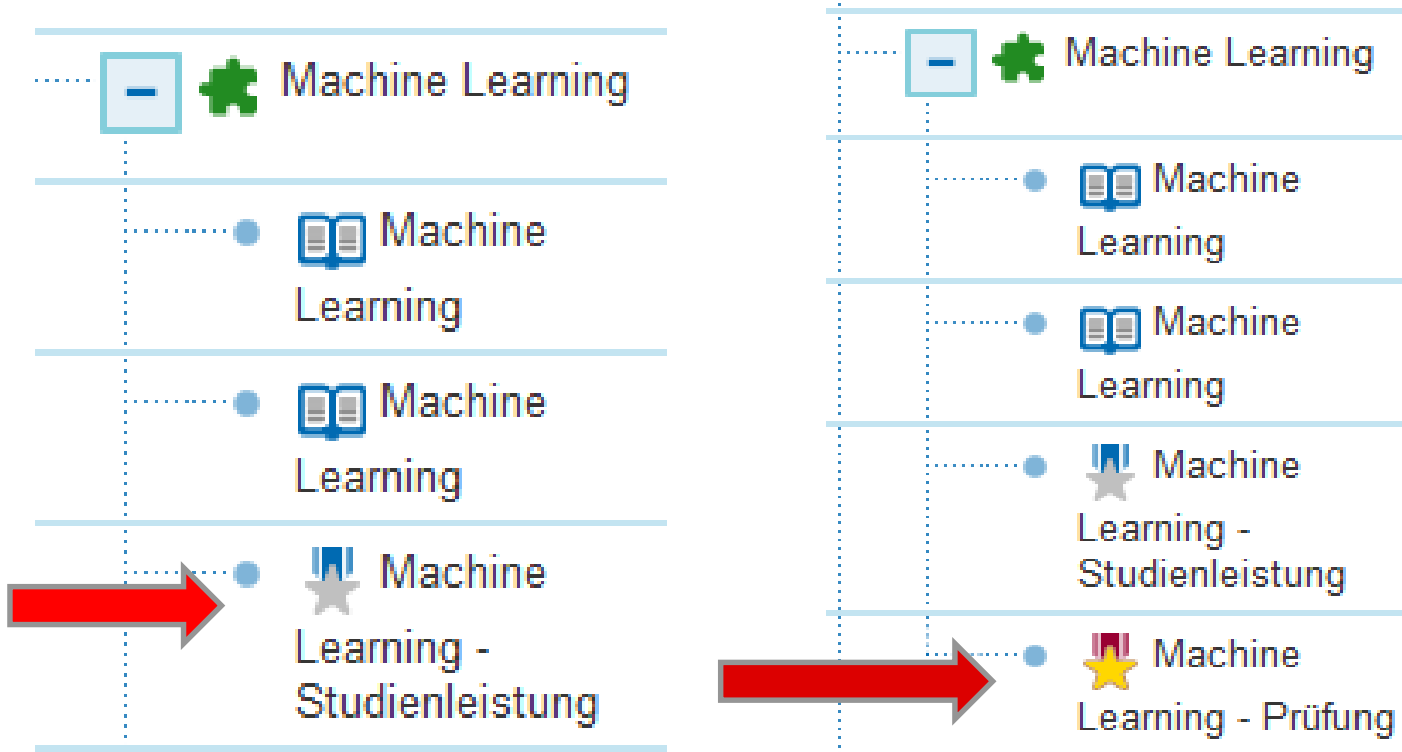 Machine Learning
Machine
Learning
Machine
Learning
Machine
Learning -
Studienleistung
Machine Learning
Machine
Learning
Machine
Learning
Machine
Learning -
Studienleistung
Machine
Learning - Prüfung